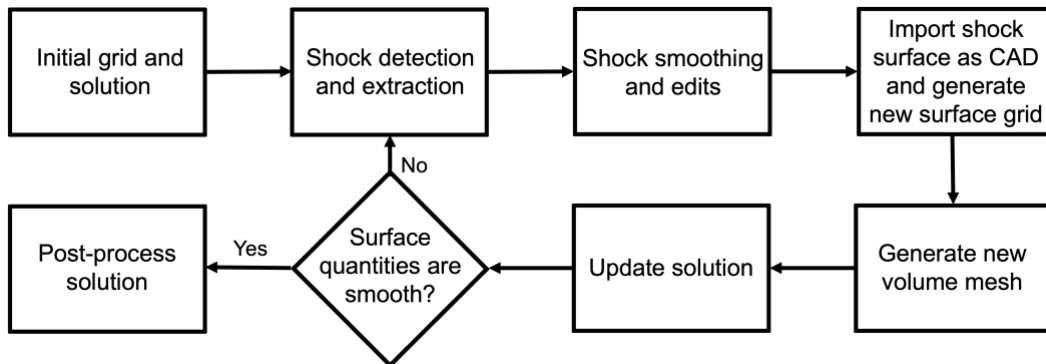 Initial grid and
solution
Shock detection
and extraction
Shock smoothing
and edits
Import shock
surface as CAD
and generate
new surface grid
No
Post-process
solution
Yes
Surface
quantities are
smooth?
Update solution
Generate new
volume mesh